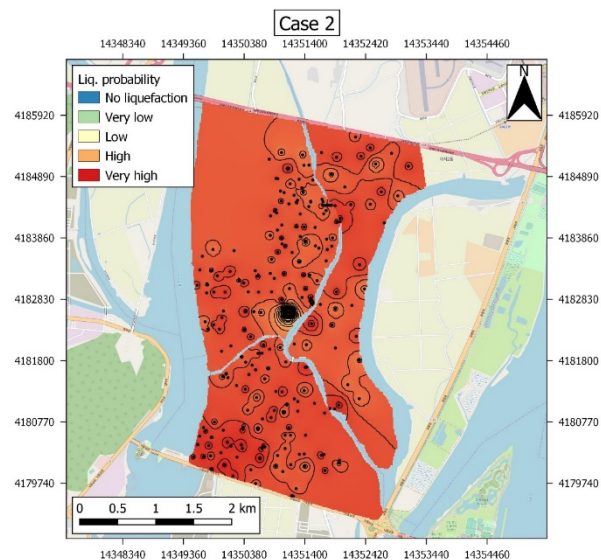 Case 2
14348340 14349360 14350380 14351400 14352420 14353440 14354460
Liq. probability
No liquefaction
Very low
Low
High
Very high
N
4185920
4184890
4183860
4182830
4181800
4180770
4179740
4185920
4184890
4183860
4182830
4181800
4180770
4179740
0 0.5 1 1.5 2 km
14348340 14349360 14350380 14351400 14352420 14353440 14354460